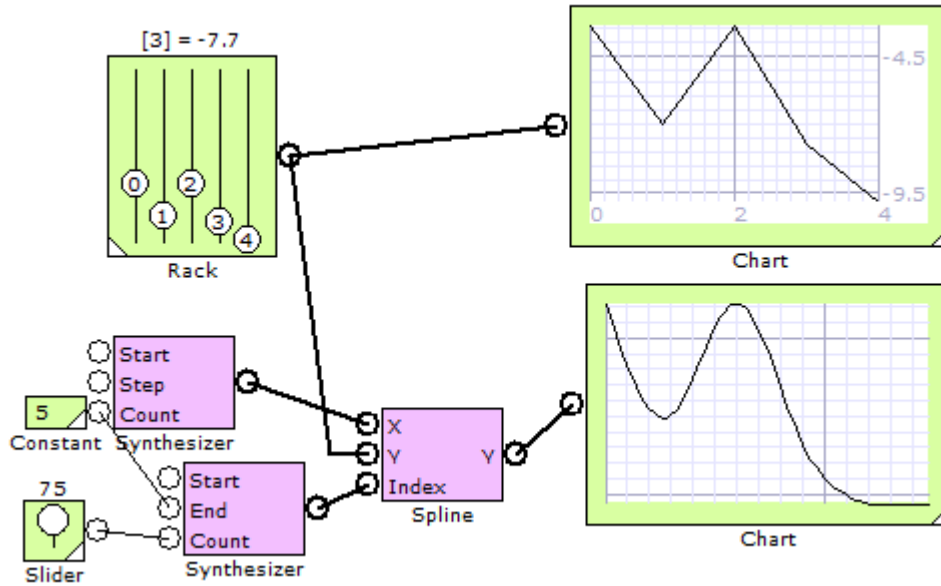 [3] = -7.7
0
1
2
3
4
Rack
-4.5
-9.5
0
2
4
Chart
Start
Step
Count
5
Constant
Synthesizer
Start
End
Count
Synthesizer
75
Slider
X
Y
Y
Index
Spline
Chart